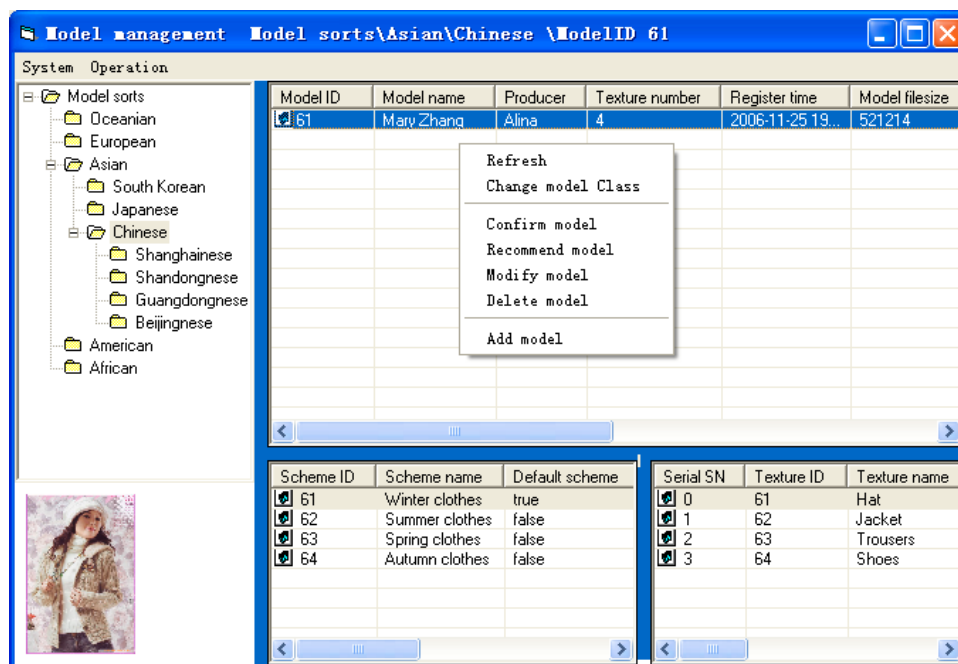 Model management Model sorts\Asian\Chinese \ModelID 61
System Operation
Model sorts
Oceanian
European
Asian
South Korean
Japanese
Chinese
Shanghainese
Shandongnese
Guangdongnese
Beijingnese
American
African
Model ID Model name Producer Texture number Register time Model filesize
61 Mary Zhang Alina 4 2006-11-25 19... 521214
Refresh
Change model Class
Confirm model
Recommend model
Modify model
Delete model
Add model
Scheme ID Scheme name Default scheme
61 Winter clothes true
62 Summer clothes false
63 Spring clothes false
64 Autumn clothes false
Serial SN Texture ID Texture name
0 61 Hat
1 62 Jacket
2 63 Trousers
3 64 Shoes